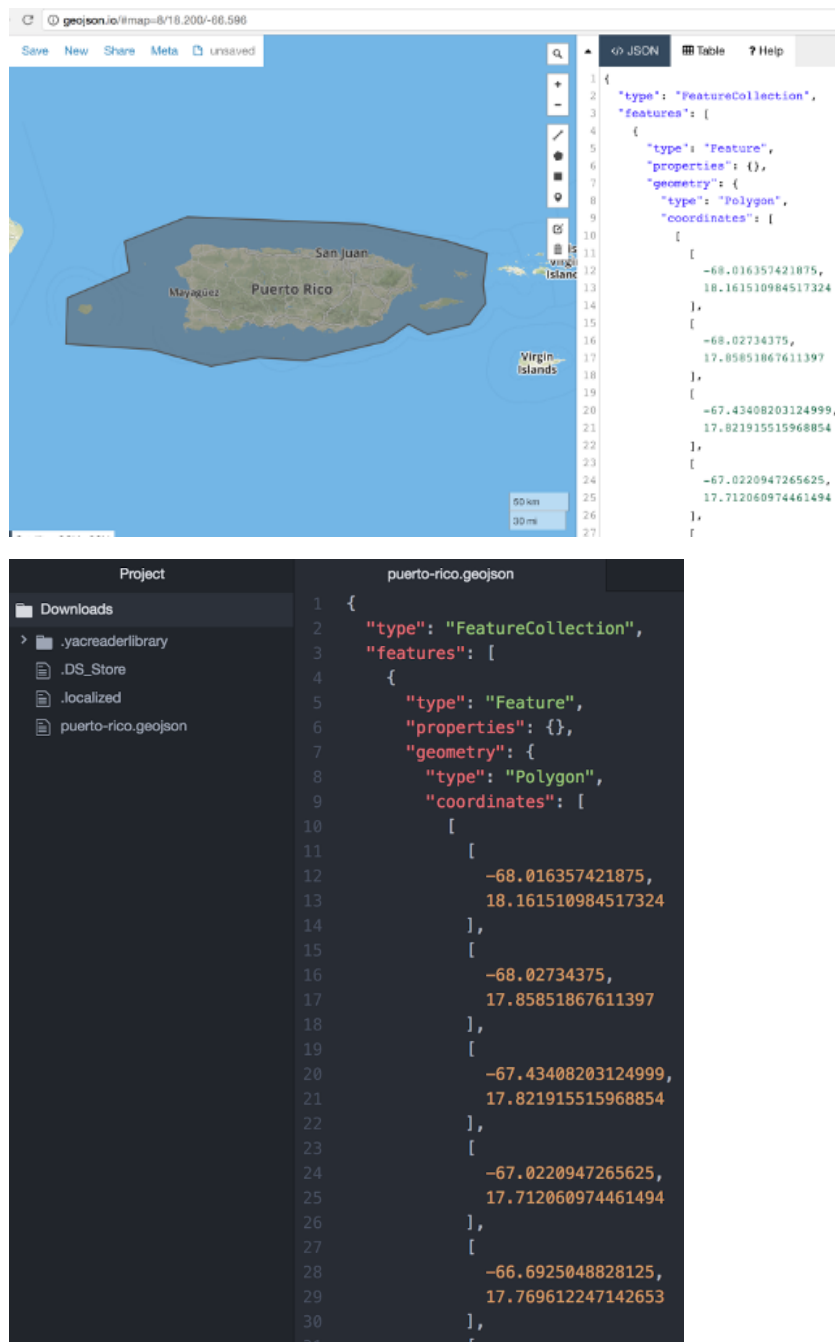 geojson.io/#map=8/18.200/-66.596
Save New Share Meta unsaved
</> JSON Table ? Help
San Juan
Mayagüez
Puerto Rico
Virgin
Islands
50 km
30 mi
1 {
2 "type": "FeatureCollection",
3 "features": [
4 {
5 "type": "Feature",
6 "properties": {},
7 "geometry": {
8 "type": "Polygon",
9 "coordinates": [
10 [
11 [
12 -68.016357421875,
13 18.161510984517324
14 ],
15 [
16 -68.02734375,
17 17.85851867611397
18 ],
19 [
20 -67.43408203124999,
21 17.821915515968854
22 ],
23 [
24 -67.0220947265625,
25 17.712060974461494
26 ],
27 [
Project
Downloads
.yacreaderlibrary
.DS_Store
.localized
puerto-rico.geojson
puerto-rico.geojson
1 {
2 "type": "FeatureCollection",
3 "features": [
4 {
5 "type": "Feature",
6 "properties": {},
7 "geometry": {
8 "type": "Polygon",
9 "coordinates": [
10 [
11 [
12 -68.016357421875,
13 18.161510984517324
14 ],
15 [
16 -68.02734375,
17 17.85851867611397
18 ],
19 [
20 -67.43408203124999,
21 17.821915515968854
22 ],
23 [
24 -67.0220947265625,
25 17.712060974461494
26 ],
27 [
28 -66.6925048828125,
29 17.769612247142653
30 ],